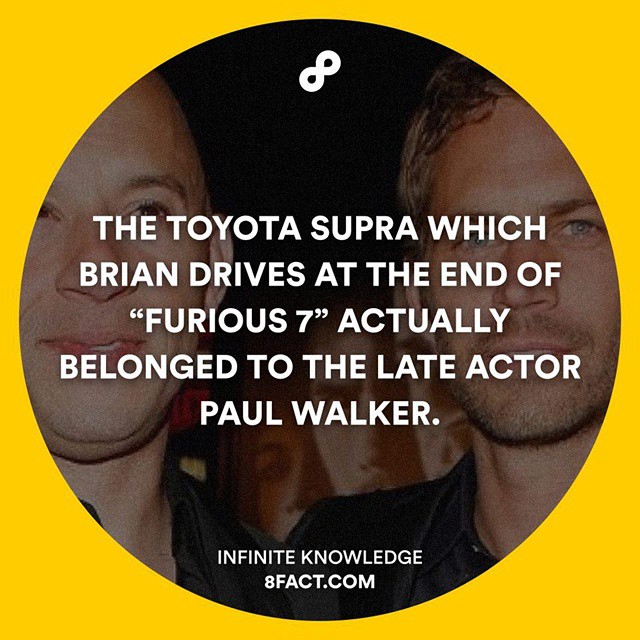 THE TOYOTA SUPRA WHICH
BRIAN DRIVES AT THE END OF
“FURIOUS 7” ACTUALLY
BELONGED TO THE LATE ACTOR
PAUL WALKER.
INFINITE KNOWLEDGE
8FACT.COM